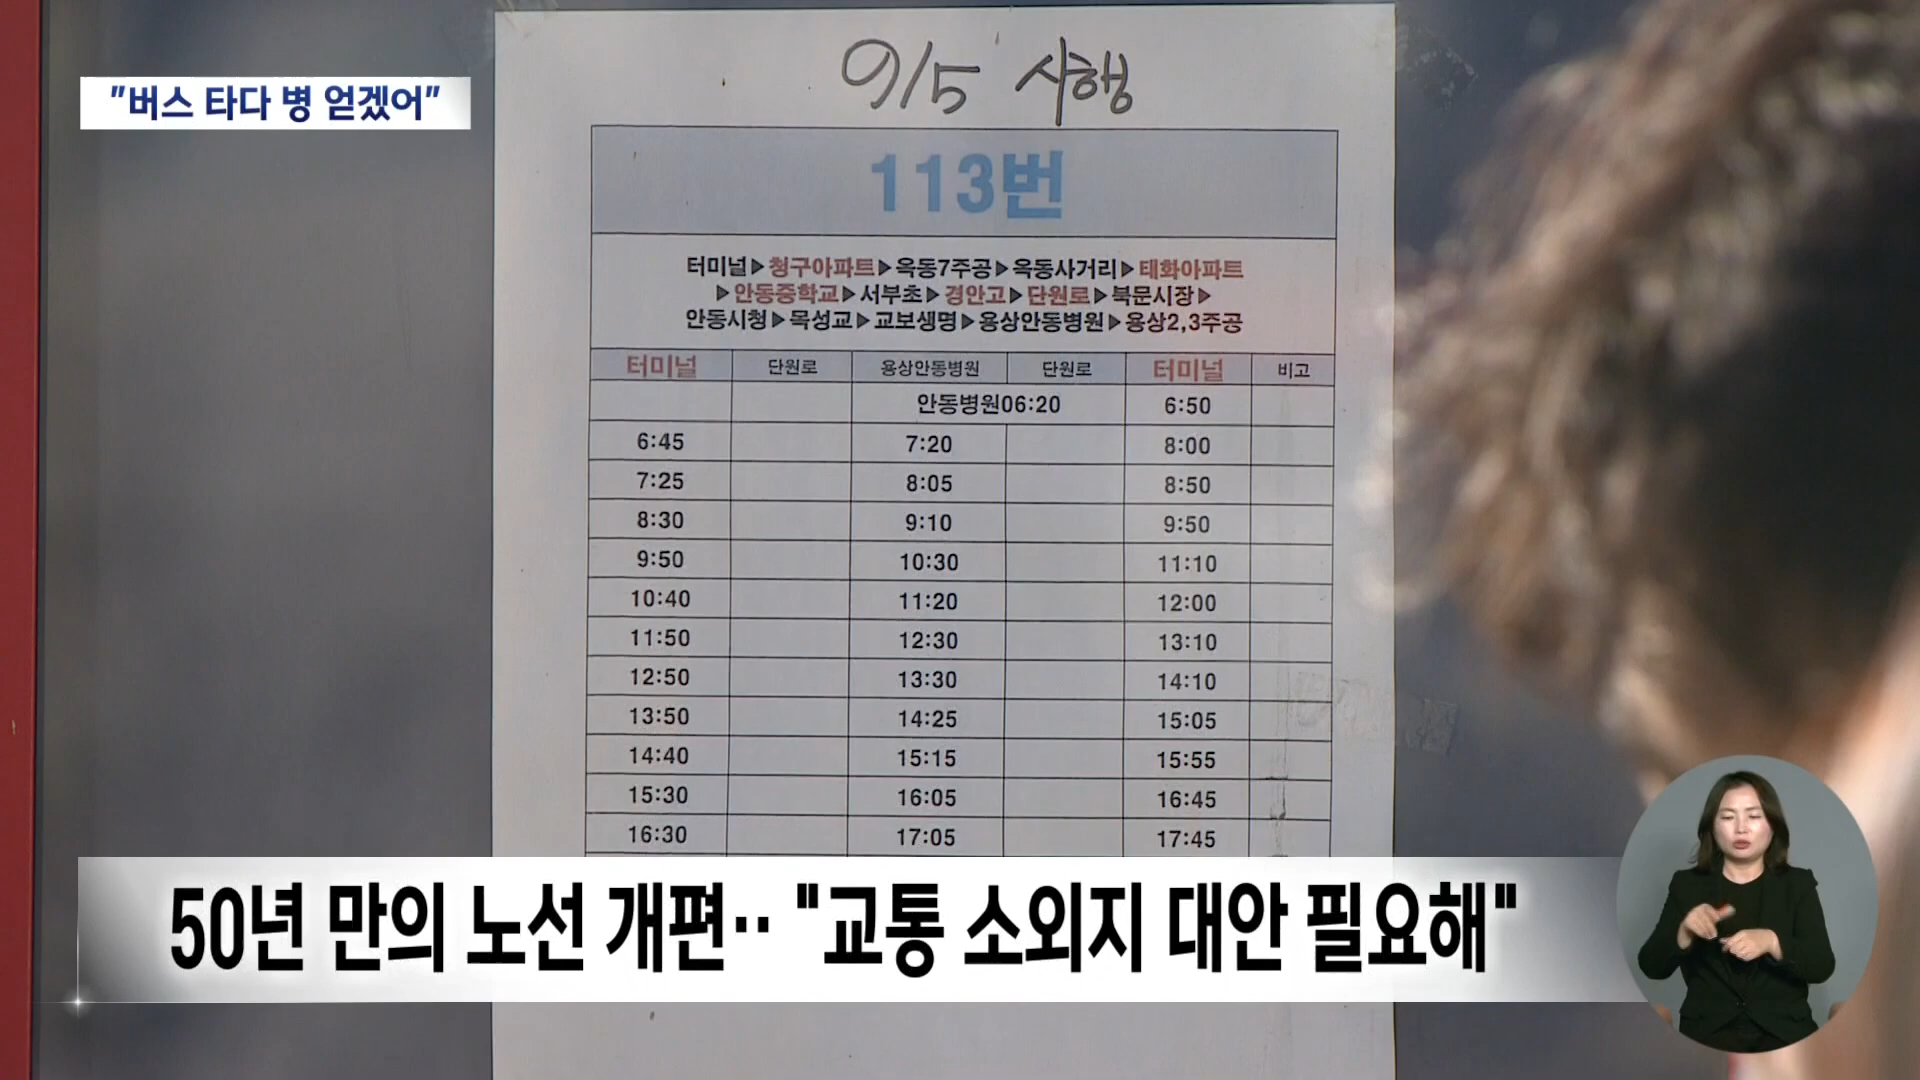 "버스 타다 병 얻겠어"
9/5 시행
113번
터미널▶청구아파트▶옥동7주공▶옥동사거리▶태화아파트
▶안동중학교▶서부초▶경안고▶단원로▶북문시장▶
안동시청▶목성교▶교보생명▶용상안동병원▶용상2,3주공
터미널 단원로 용상안동병원 단원로 터미널 비고
안동병원06:20 6:50
6:45 7:20 8:00
7:25 8:05 8:50
8:30 9:10 9:50
9:50 10:30 11:10
10:40 11:20 12:00
11:50 12:30 13:10
12:50 13:30 14:10
13:50 14:25 15:05
14:40 15:15 15:55
15:30 16:05 16:45
16:30 17:05 17:45
50년 만의 노선 개편‥ "교통 소외지 대안 필요해"